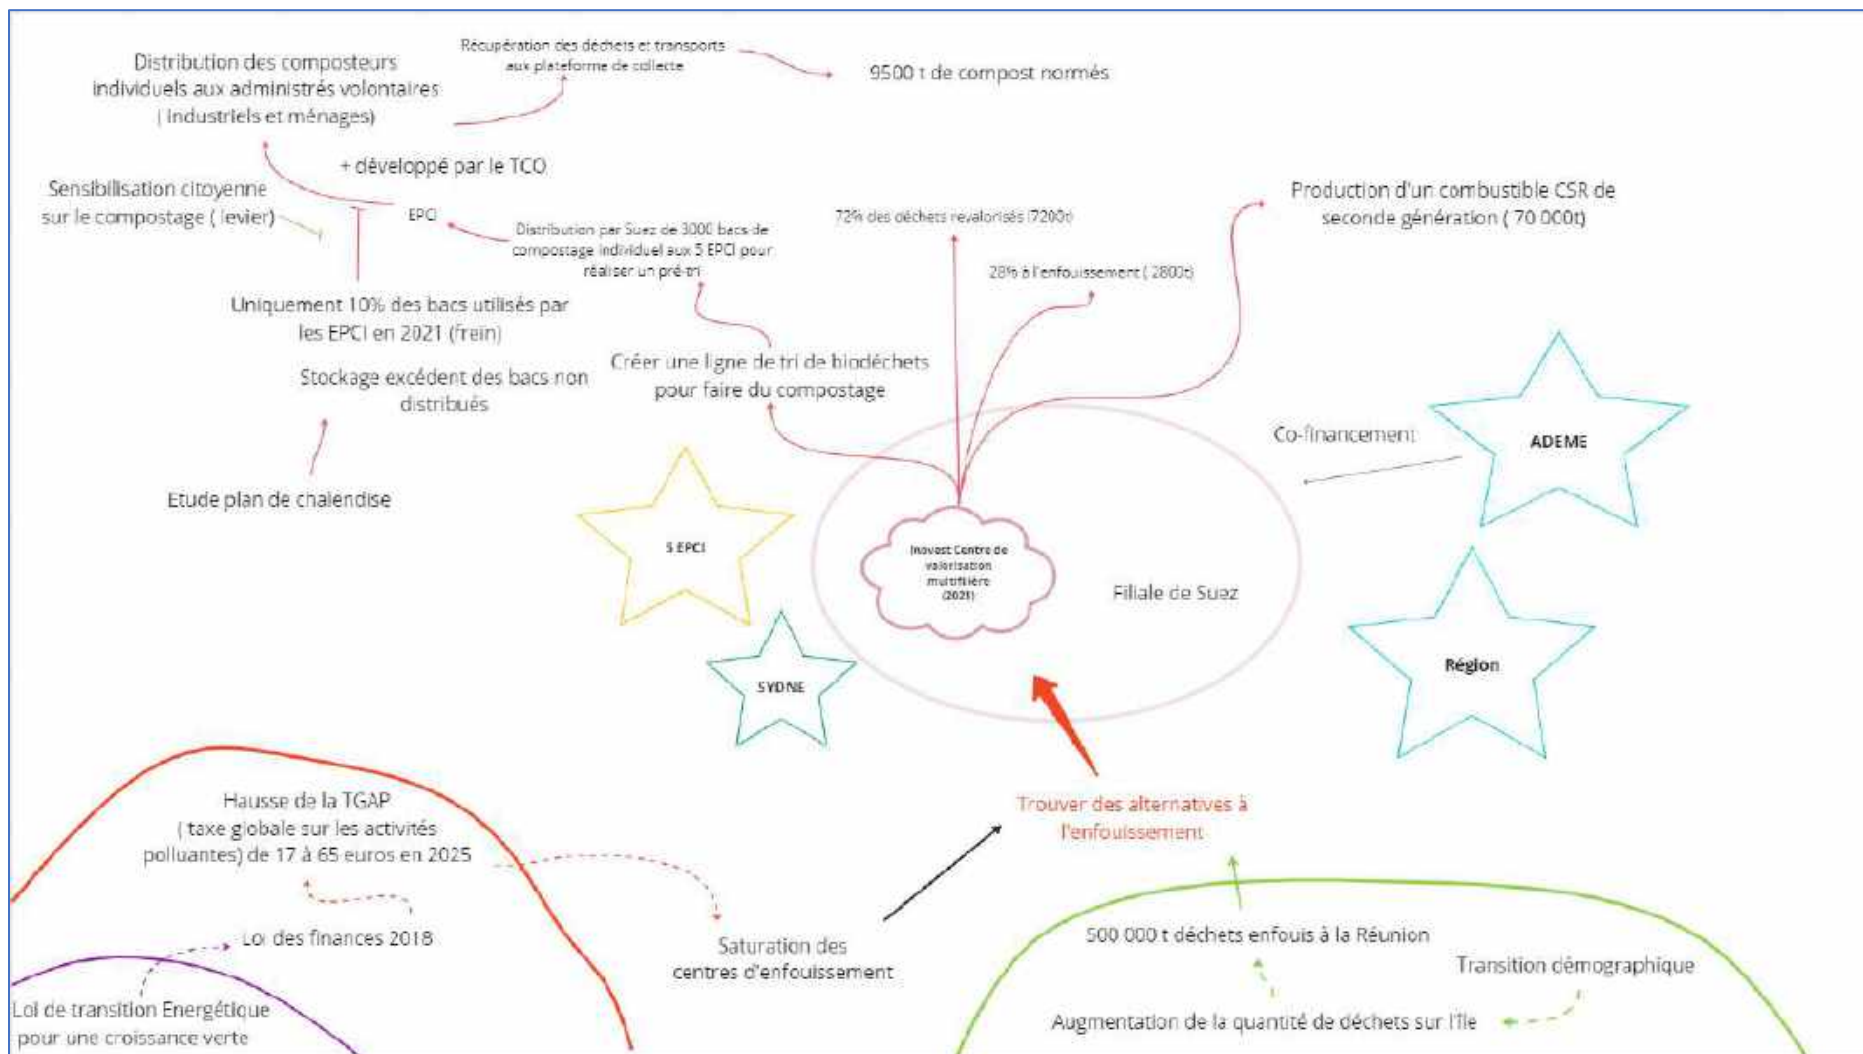 Distribution des composteurs
individuels aux administrés volontaires
( industriels et ménages)
Récupération des déchets et transports
aux plateforme de collecte
9500 t de compost normés
+ développé par le TCO
Sensibilisation citoyenne
sur le compostage ( levier)
EPCI
Distribution par Suez de 3000 bacs de
compostage individuel aux 5 EPCI pour
réaliser un pré-tri
72% des déchets revalorisés (7200t)
28% à l'enfouissement ( 2800t)
Production d'un combustible CSR de
seconde génération ( 70 000t)
Uniquement 10% des bacs utilisés par
les EPCI en 2021 (frein)
Stockage excédent des bacs non
distribués
Créer une ligne de tri de biodéchets
pour faire du compostage
Etude plan de chalendise
Co-financement
ADEME
5 EPCI
Inovest Centre de
valorisation
multifilière
(2021)
Filiale de Suez
SYDNE
Région
Hausse de la TGAP
( taxe globale sur les activités
polluantes) de 17 à 65 euros en 2025
Trouver des alternatives à
l'enfouissement
Loi des finances 2018
Saturation des
centres d'enfouissement
500 000 t déchets enfouis à la Réunion
Transition démographique
Loi de transition Energétique
pour une croissance verte
Augmentation de la quantité de déchets sur l'île